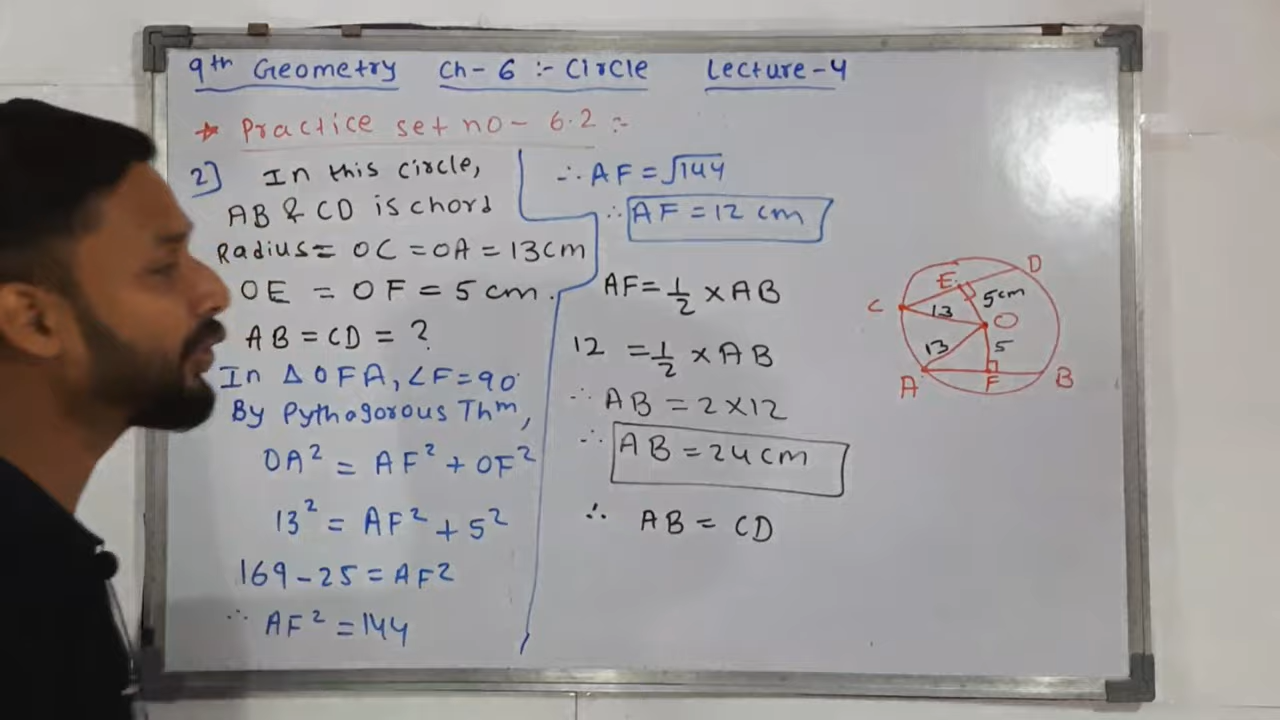 9th Geometry Ch-6 :- Circle Lecture-4
* Practice set no- 6.2 :-
2] In this circle,
AB & CD is chord
Radius = OC = OA = 13cm
OE = OF = 5 cm.
AB = CD = ?
In △OFA, ∠F=90°
By Pythagorous Thm,
OA² = AF² + OF²
13² = AF² + 5²
169-25 = AF²
∴ AF² = 144
∴ AF = √144
∴ AF = 12 cm
AF = 1/2 × AB
12 = 1/2 × AB
∴ AB = 2×12
∴ AB = 24 cm
∴ AB = CD
D
E
5cm
C
13
O
13
5
A
F
B